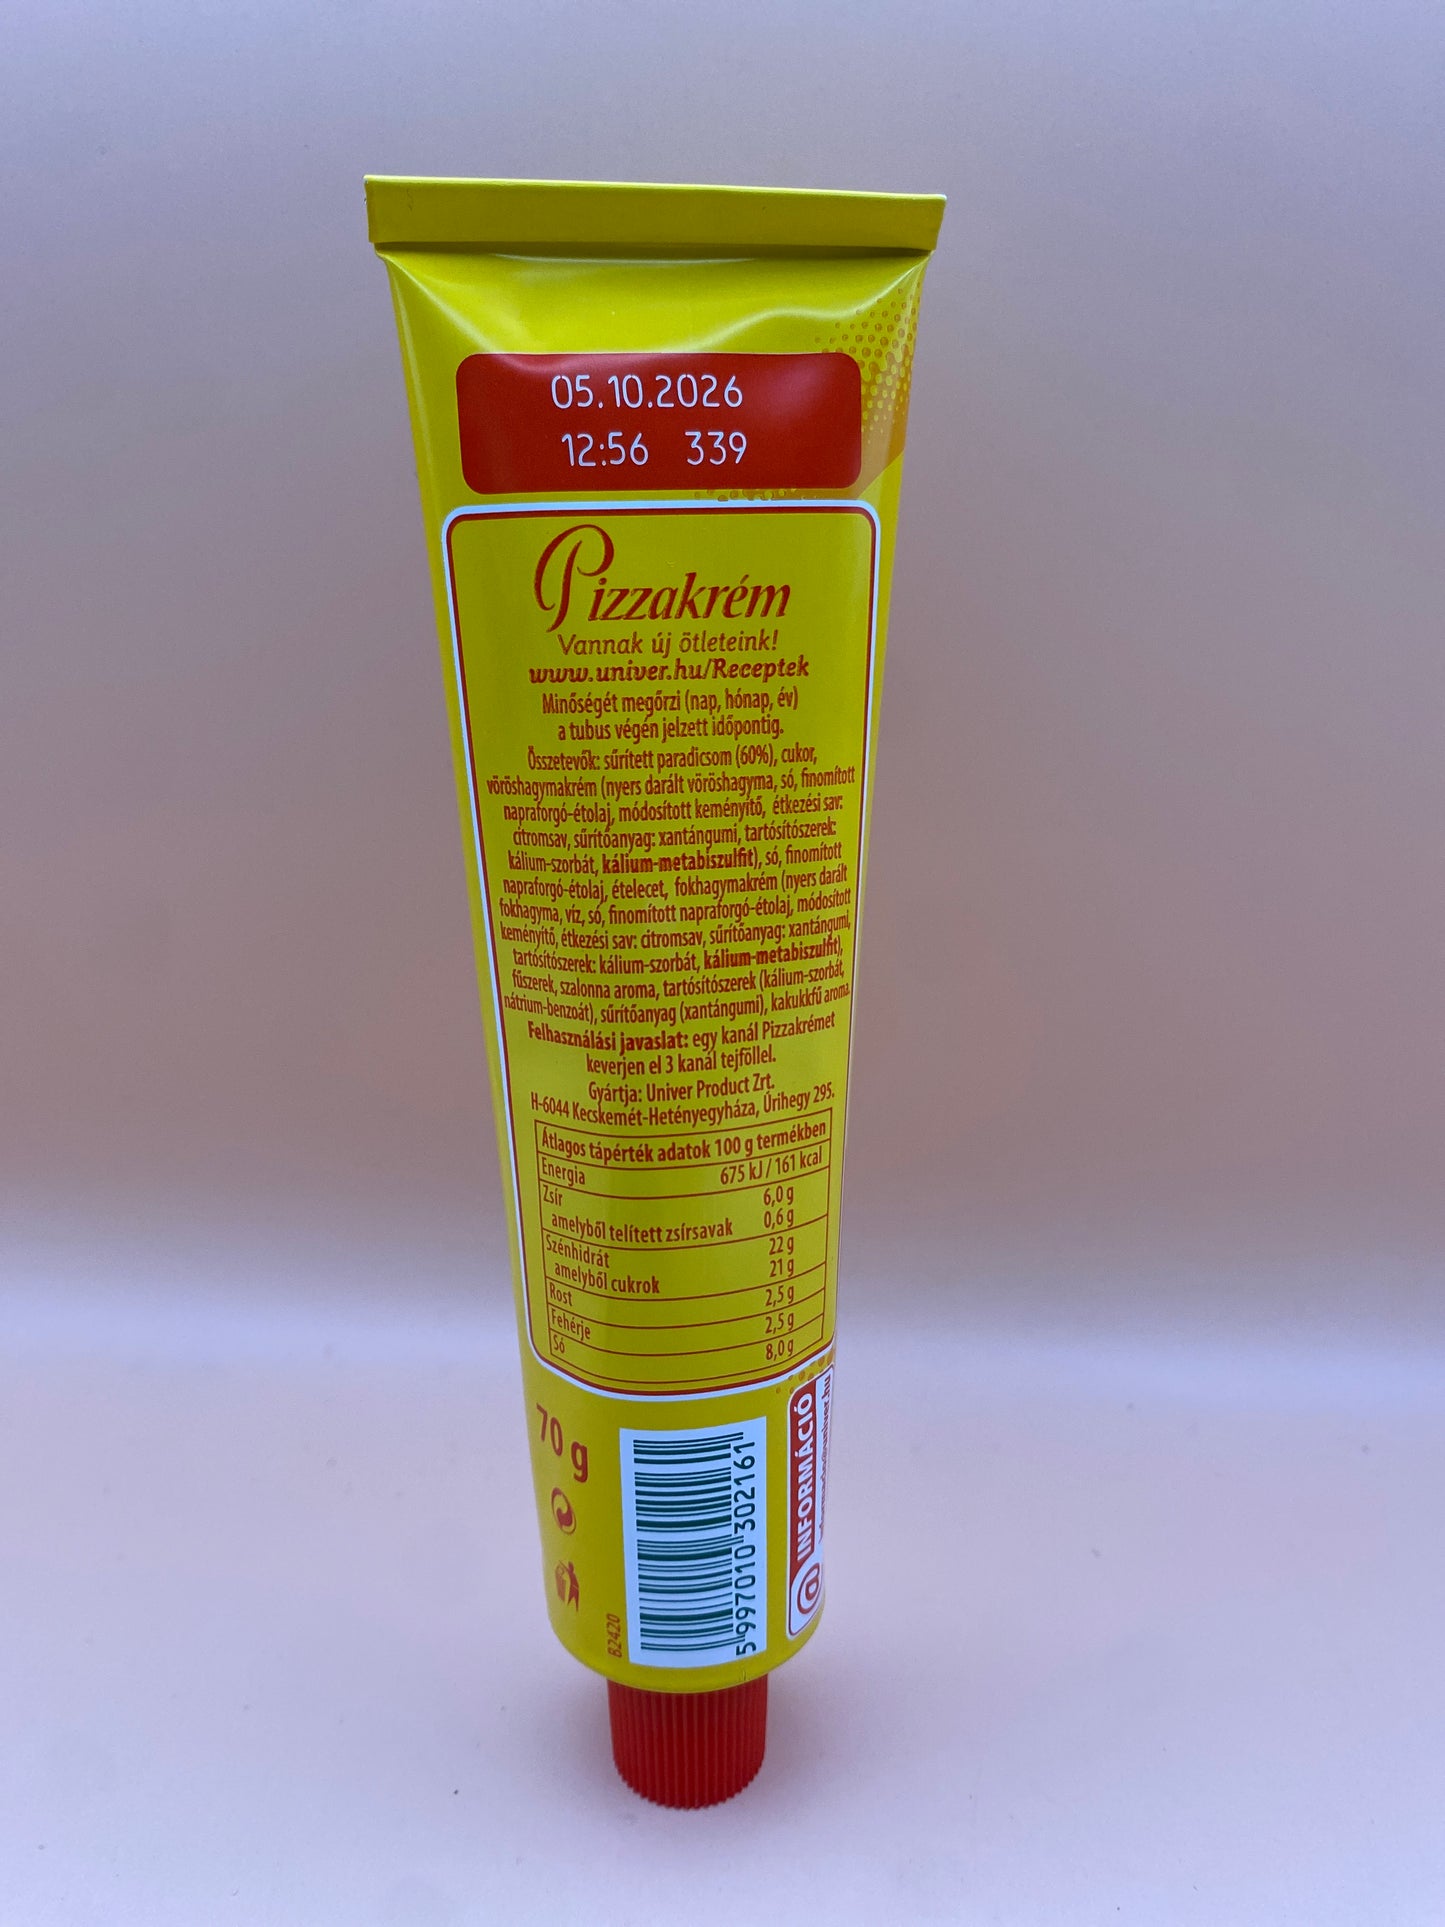 05.10.2026
12:56 339
Pizzakrém
Vannak új ötleteink!
www.univer.hu/Receptek
Minőségét megőrzi (nap, hónap, év)
a tubus végén jelzett időpontig.
Összetevők: sűrített paradicsom (60%), cukor,
vöröshagymakrém (nyers darált vöröshagyma, só, finomított
napraforgó-étolaj, módosított keményítő, étkezési sav:
citromsav, sűrítőanyag: xantángumi, tartósítószerek:
kálium-szorbát, kálium-metabiszulfit), só, finomított
napraforgó-étolaj, ételecet, fokhagymakrém (nyers darált
fokhagyma, víz, só, finomított napraforgó-étolaj, módosított
keményítő, étkezési sav: citromsav, sűrítőanyag: xantángumi,
tartósítószerek: kálium-szorbát, kálium-metabiszulfit),
fűszerek, szalonna aroma, tartósítószerek (kálium-szorbát,
nátrium-benzoát), sűrítőanyag (xantángumi), kakukkfű aroma.
Felhasználási javaslat: egy kanál Pizzakrémet
keverjen el 3 kanál tejföllel.
Gyártja: Univer Product Zrt.
H-6044 Kecskemét-Hetényegyháza, Úrihegy 295.
Átlagos tápérték adatok 100 g termékben
Energia 675 kJ / 161 kcal
Zsír 6,0 g
amelyből telített zsírsavak 0,6 g
Szénhidrát 22 g
amelyből cukrok 21 g
Rost 2,5 g
Fehérje 2,5 g
Só 8,0 g
70 g
B2420
5 997010 302161
@ INFORMÁCIÓ